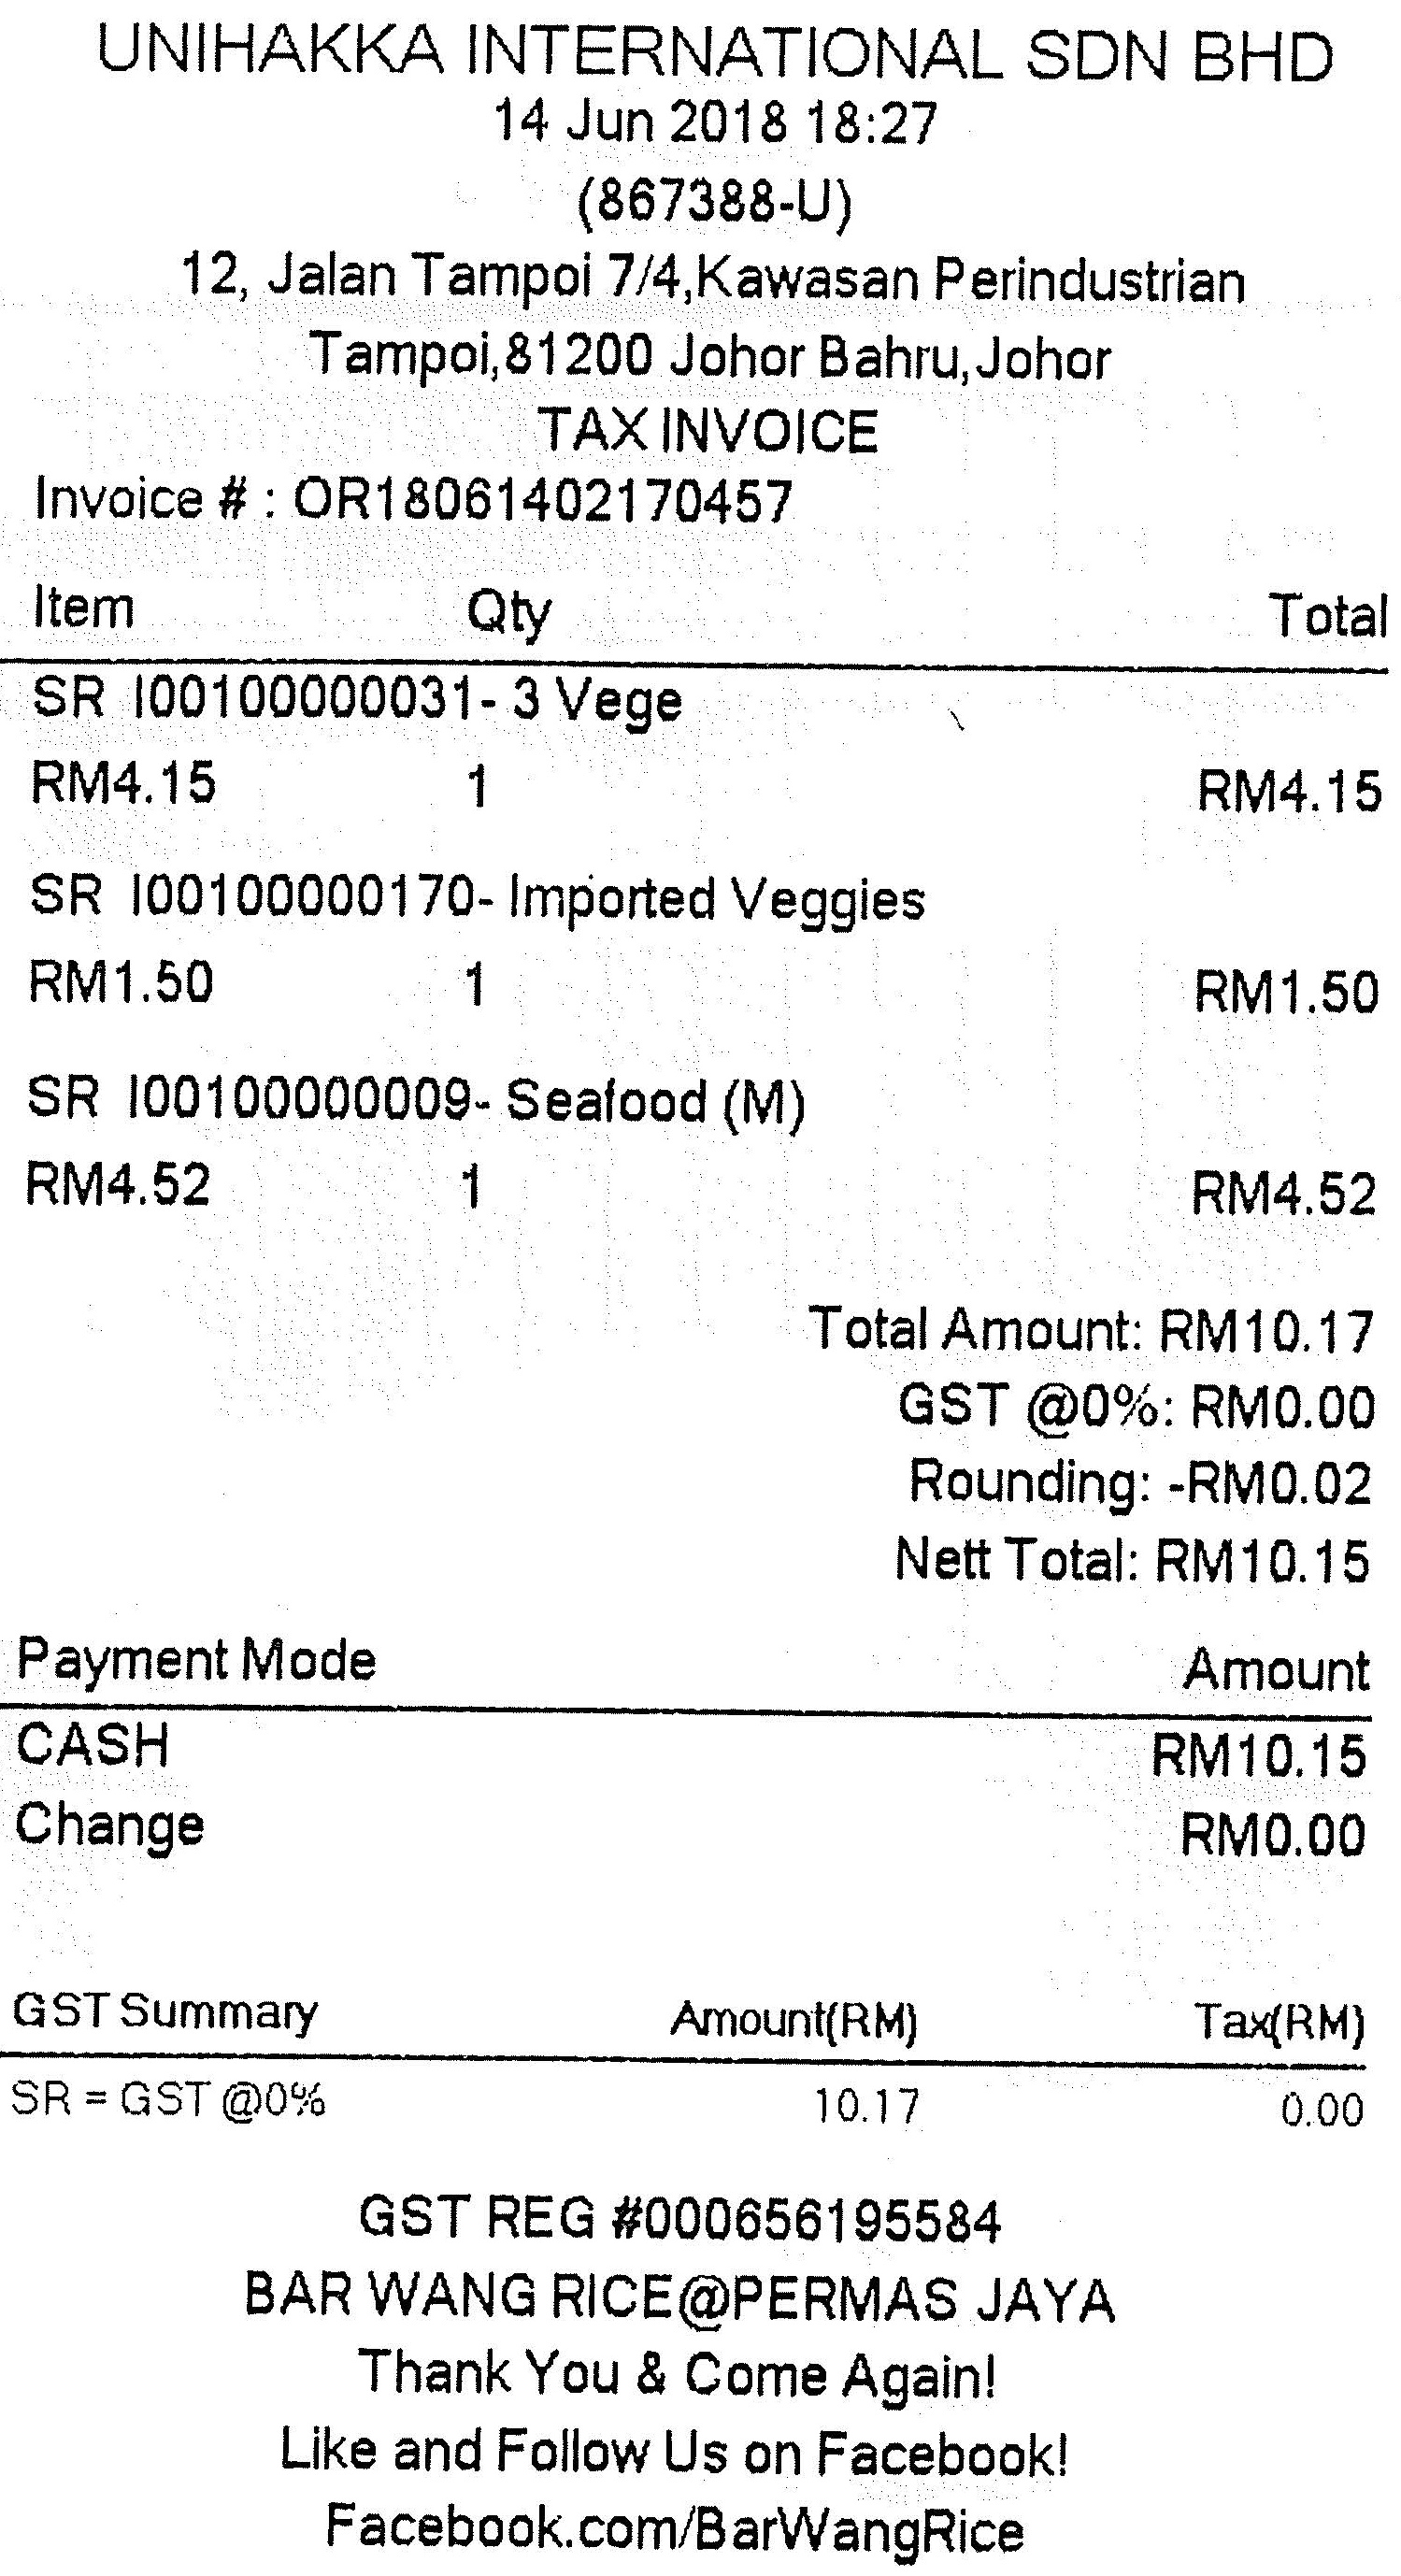 UNIHAKKA INTERNATIONAL SDN BHD
14 Jun 2018 18:27
(867388-U)
12, Jalan Tampoi 7/4,Kawasan Perindustrian
Tampoi,81200 Johor Bahru,Johor
TAX INVOICE
Invoice # : OR18061402170457
Item Qty Total
SR I00100000031- 3 Vege
RM4.15 1 RM4.15
SR I00100000170- Imported Veggies
RM1.50 1 RM1.50
SR I00100000009- Seafood (M)
RM4.52 1 RM4.52
Total Amount: RM10.17
GST @0%: RM0.00
Rounding: -RM0.02
Nett Total: RM10.15
Payment Mode Amount
CASH RM10.15
Change RM0.00
GST Summary Amount(RM) Tax(RM)
SR = GST @0% 10.17 0.00
GST REG #000656195584
BAR WANG RICE@PERMAS JAYA
Thank You & Come Again!
Like and Follow Us on Facebook!
Facebook.com/BarWangRice